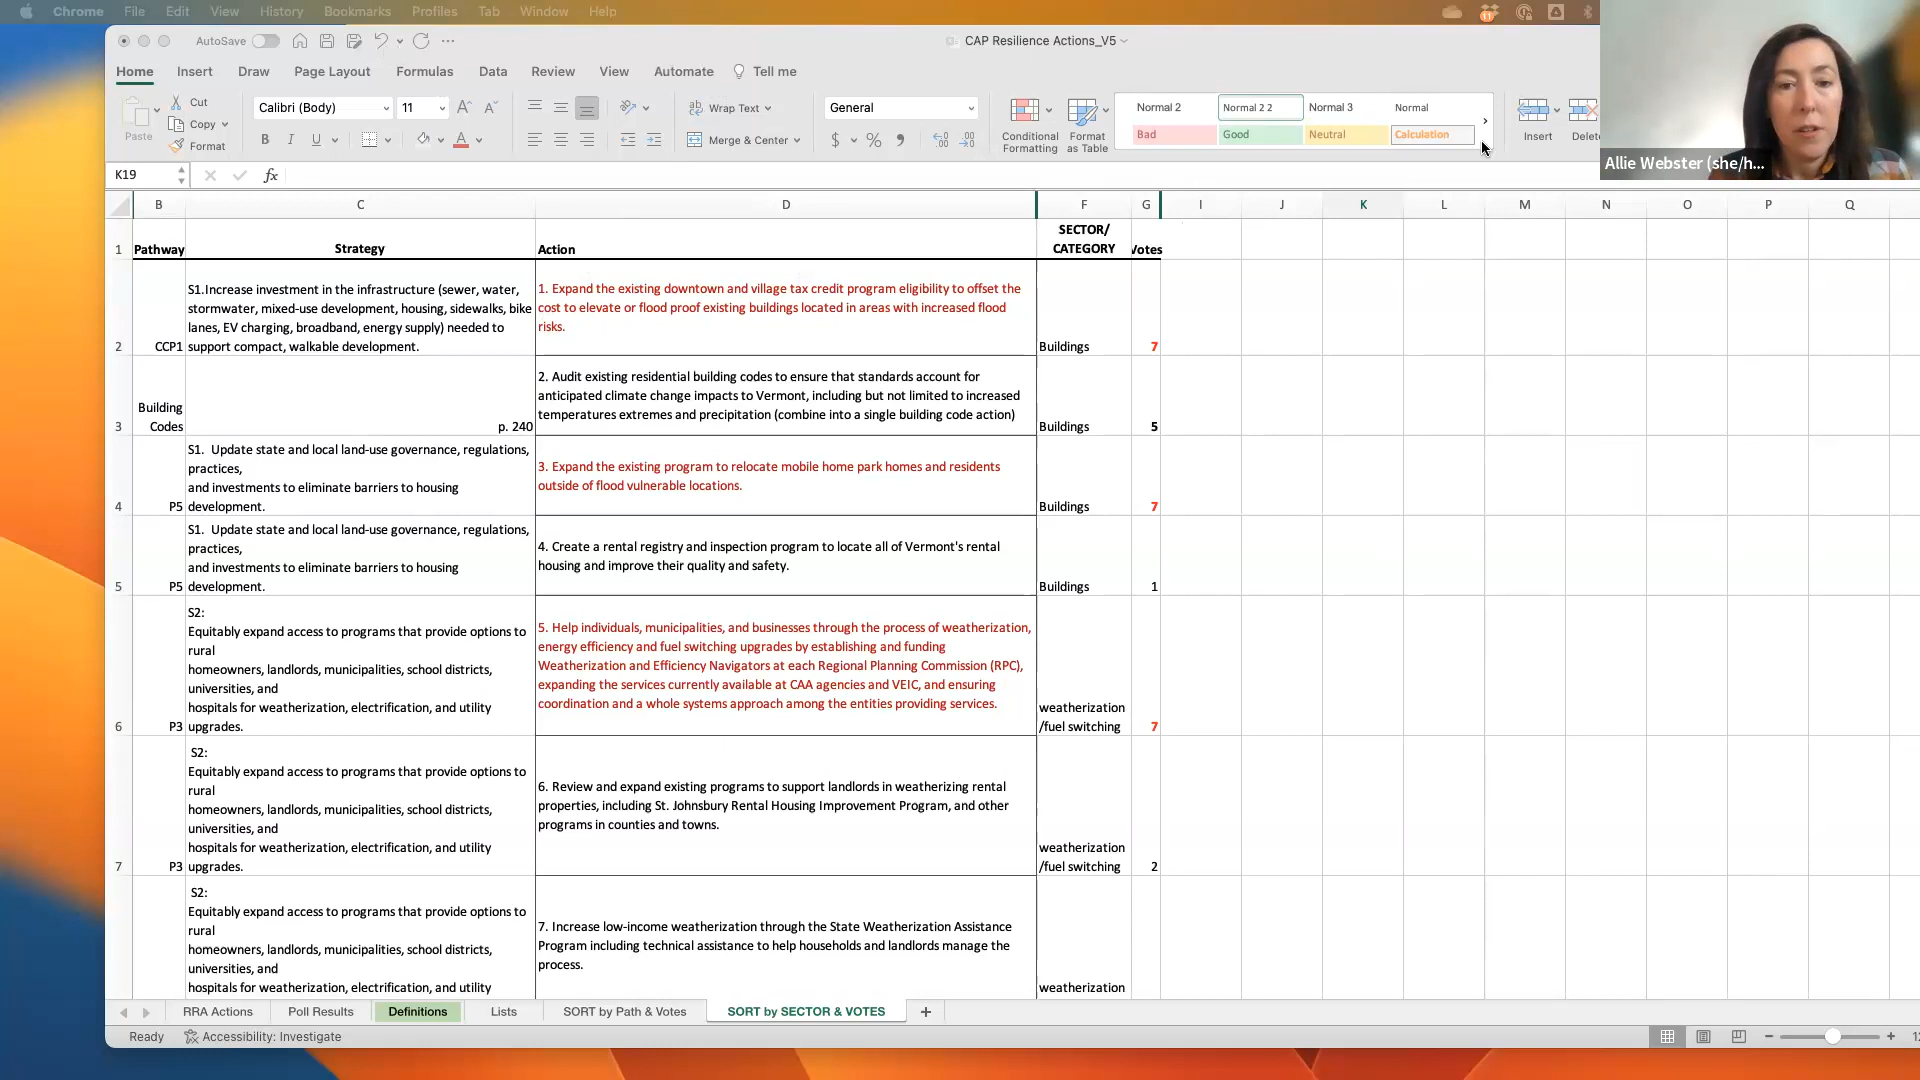 Chrome File Edit View History Bookmarks Profiles Tab Window Help
11
AutoSave
CAP Resilience Actions_V5
Home Insert Draw Page Layout Formulas Data Review View Automate Tell me
Paste
Cut
Copy
Format
Calibri (Body) 11
B I U
A
ab Wrap Text
Merge & Center
General
$ % 
Conditional
Formatting
Format
as Table
Normal 2 Normal 2 2 Normal 3 Normal
Bad Good Neutral Calculation
Insert
Allie Webster (she/h...
K19
fx
B C D F G I J K L M N O P Q
1 Pathway Strategy Action SECTOR/
CATEGORY
2 CCP1 S1.Increase investment in the infrastructure (sewer, water,
stormwater, mixed-use development, housing, sidewalks, bike
lanes, EV charging, broadband, energy supply) needed to
support compact, walkable development.
1. Expand the existing downtown and village tax credit program eligibility to offset the
cost to elevate or flood proof existing buildings located in areas with increased flood
risks.
Buildings 7
3 Building
Codes
p. 240
2. Audit existing residential building codes to ensure that standards account for
anticipated climate change impacts to Vermont, including but not limited to increased
temperatures extremes and precipitation (combine into a single building code action)
Buildings 5
4 P5 S1. Update state and local land-use governance, regulations,
practices,
and investments to eliminate barriers to housing
development.
3. Expand the existing program to relocate mobile home park homes and residents
outside of flood vulnerable locations.
Buildings 7
5 P5 S1. Update state and local land-use governance, regulations,
practices,
and investments to eliminate barriers to housing
development.
4. Create a rental registry and inspection program to locate all of Vermont's rental
housing and improve their quality and safety.
Buildings 1
6 P3 S2:
Equitably expand access to programs that provide options to
rural
homeowners, landlords, municipalities, school districts,
universities, and
hospitals for weatherization, electrification, and utility
upgrades.
5. Help individuals, municipalities, and businesses through the process of weatherization,
energy efficiency and fuel switching upgrades by establishing and funding
Weatherization and Efficiency Navigators at each Regional Planning Commission (RPC),
expanding the services currently available at CAA agencies and VEIC, and ensuring
coordination and a whole systems approach among the entities providing services.
weatherization
/fuel switching 7
7 P3 S2:
Equitably expand access to programs that provide options to
rural
homeowners, landlords, municipalities, school districts,
universities, and
hospitals for weatherization, electrification, and utility
upgrades.
6. Review and expand existing programs to support landlords in weatherizing rental
properties, including St. Johnsbury Rental Housing Improvement Program, and other
programs in counties and towns.
weatherization
/fuel switching 2
S2:
Equitably expand access to programs that provide options to
rural
homeowners, landlords, municipalities, school districts,
universities, and
hospitals for weatherization, electrification, and utility
7. Increase low-income weatherization through the State Weatherization Assistance
Program including technical assistance to help households and landlords manage the
process.
weatherization
RRA Actions Poll Results Definitions Lists SORT by Path & Votes SORT by SECTOR & VOTES +
Ready Accessibility: Investigate